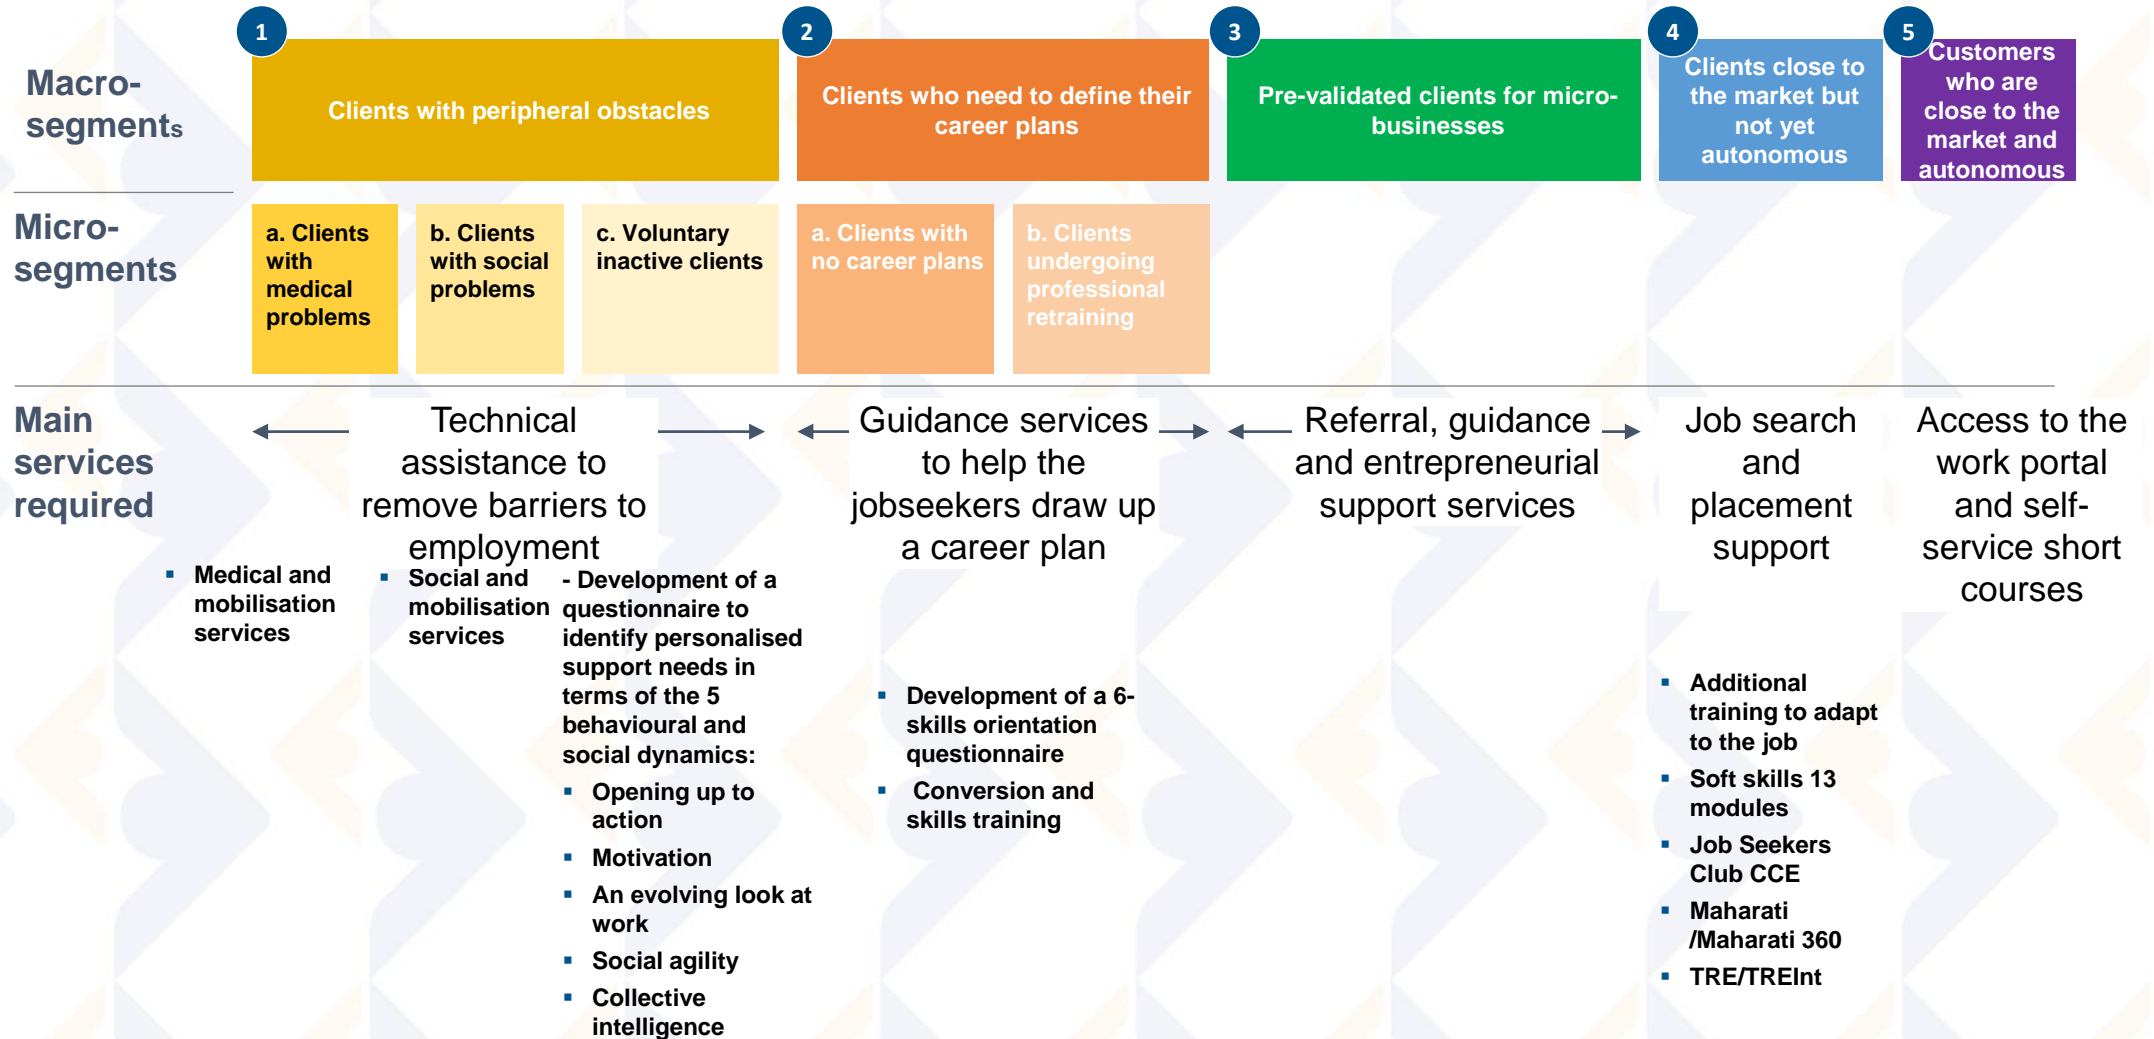 1
2
3
4
5
Macro-
segments
Clients with peripheral obstacles
Clients who need to define their
career plans
Pre-validated clients for micro-
businesses
Clients close to
the market but
not yet
autonomous
Customers
who are
close to the
market and
autonomous
Micro-
segments
a. Clients
with
medical
problems
b. Clients
with social
problems
c. Voluntary
inactive clients
a. Clients with
no career plans
b. Clients
undergoing
professional
retraining
Main
services
required
Technical
assistance to
remove barriers to
employment
Guidance services
to help the
jobseekers draw up
a career plan
Referral, guidance
and entrepreneurial
support services
Job search
and
placement
support
Access to the
work portal
and self-
service short
courses
▪ Medical and
mobilisation
services
▪ Social and
mobilisation
services
- Development of a
questionnaire to
identify personalised
support needs in
terms of the 5
behavioural and
social dynamics:
▪ Opening up to
action
▪ Motivation
▪ An evolving look at
work
▪ Social agility
▪ Collective
intelligence
▪ Development of a 6-
skills orientation
questionnaire
▪ Conversion and
skills training
▪ Additional
training to adapt
to the job
▪ Soft skills 13
modules
▪ Job Seekers
Club CCE
▪ Maharati
/Maharati 360
▪ TRE/TREInt